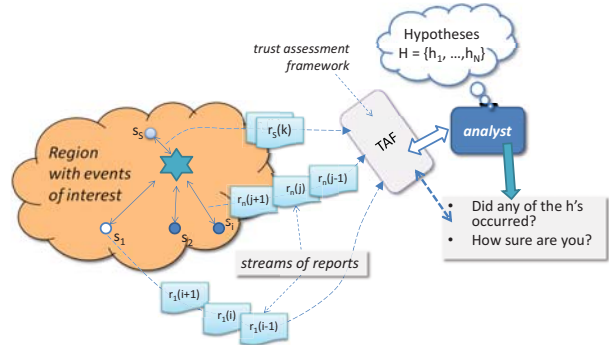 Hypotheses
H = {h1, …,hN}
trust assessment
framework
analyst
TAF
rS(k)
sS
Region
with events
of interest
rn(j+1)
rn(j)
rn(j-1)
s1
s2
si
• Did any of the h's
occurred?
• How sure are you?
streams of reports
r1(i+1)
r1(i)
r1(i-1)